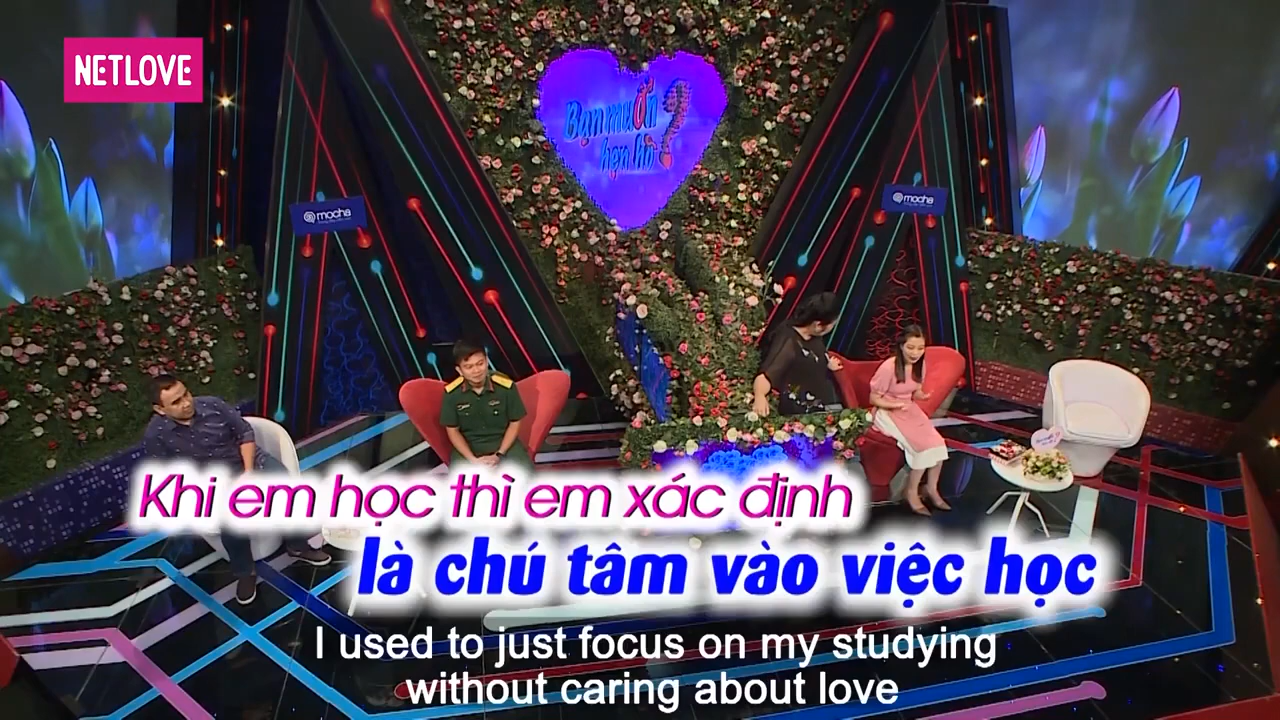 NETLOVE
Bạn muốn
hẹn hò ?
mocha
mocha
Khi em học thì em xác định
là chú tâm vào việc học
I used to just focus on my studying
without caring about love